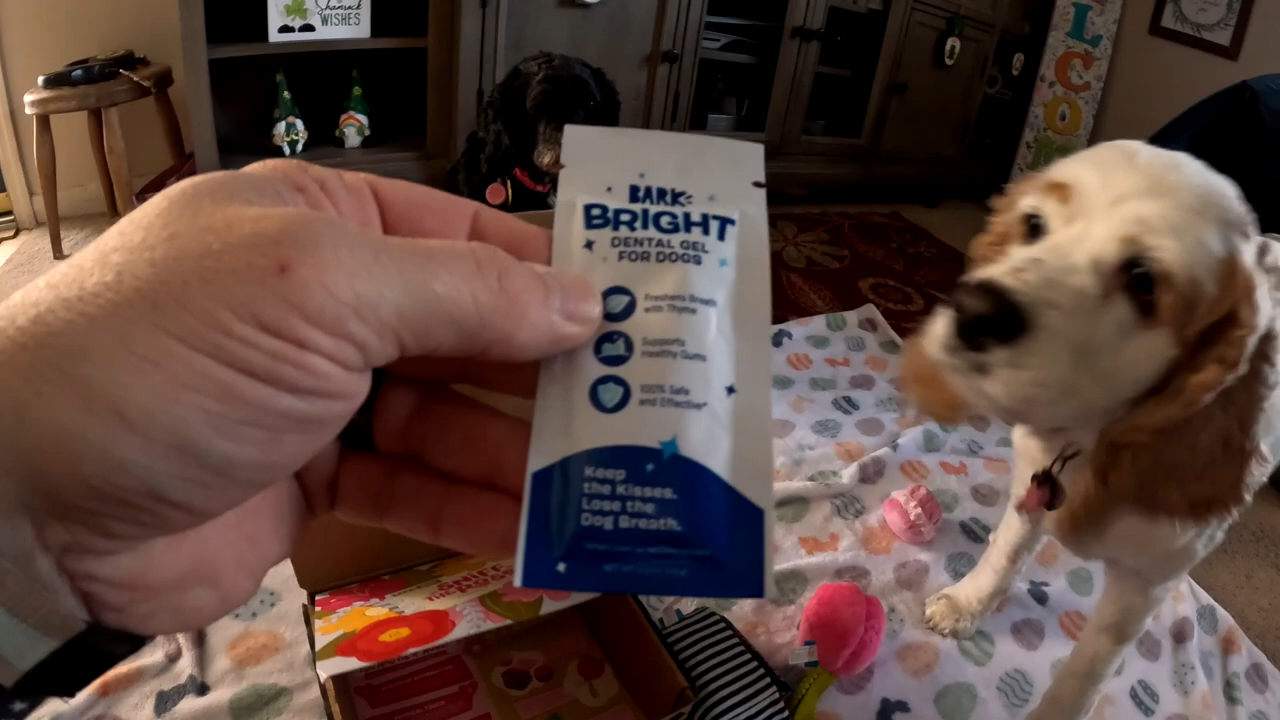 Shamrock
WISHES
BARK
BRIGHT
DENTAL GEL
FOR DOGS
Freshens Breath
with Thyme
Supports
Healthy Gums
100% Safe
and Effective*
Keep
the Kisses.
Lose the
Dog Breath.
L
C
O